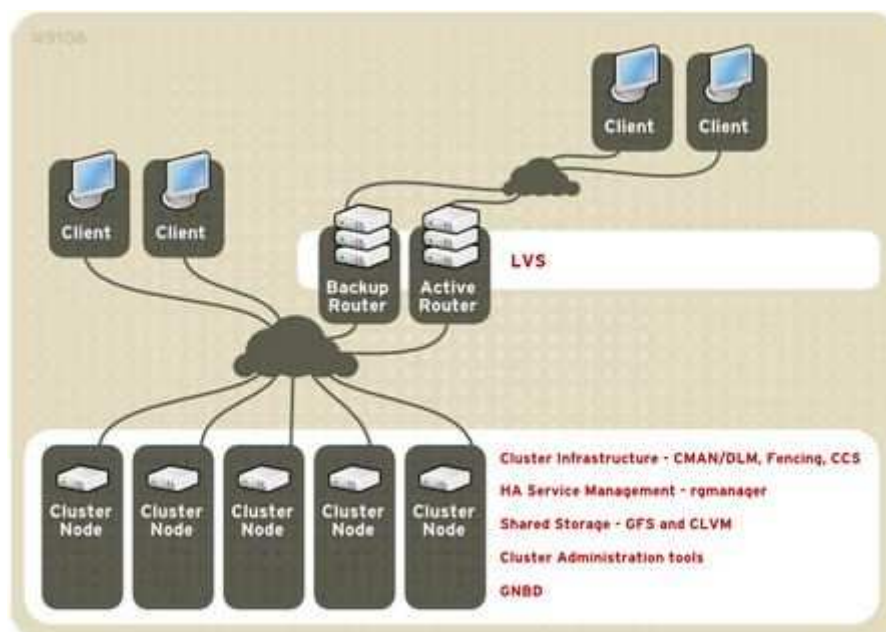 Client
Client
Client
Client
LVS
Backup
Router
Active
Router
Cluster
Node
Cluster
Node
Cluster
Node
Cluster
Node
Cluster
Node
Cluster Infrastructure - CMAN/DLM, Fencing, CCS
HA Service Management - rgmanager
Shared Storage - GFS and CLVM
Cluster Administration tools
GNBD